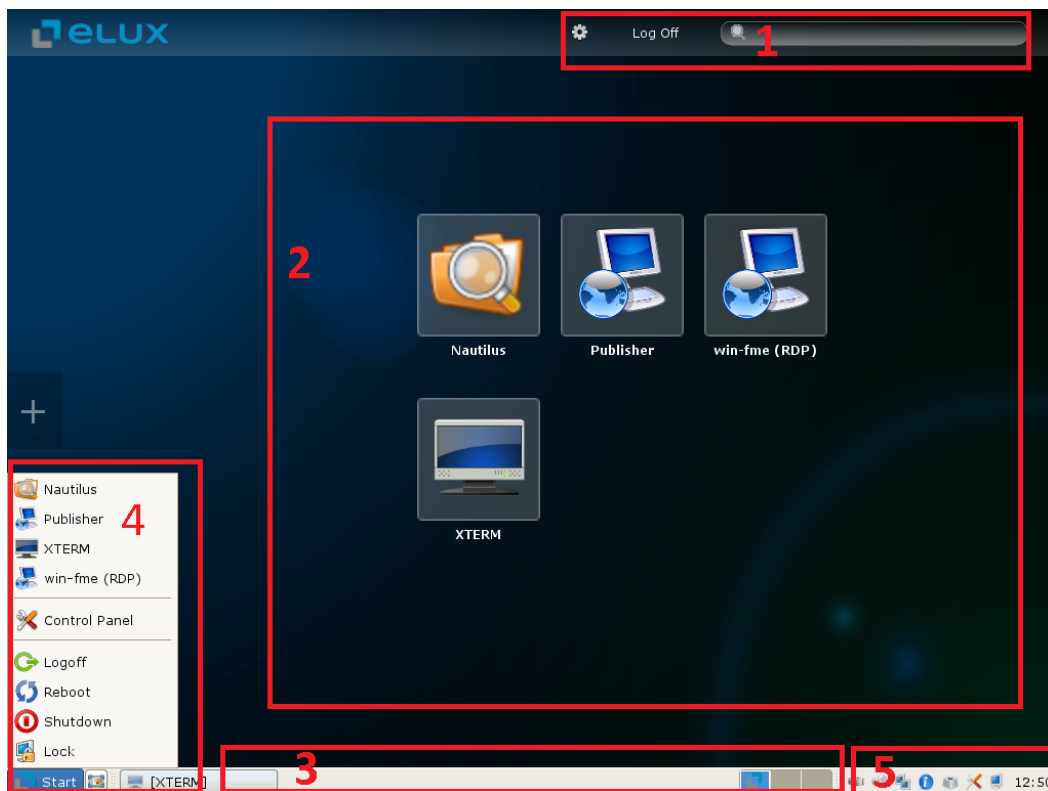 eLUX
Log Off
1
2
Nautilus
Publisher
win-fme (RDP)
XTERM
Nautilus
Publisher
4
XTERM
win-fme (RDP)
Control Panel
Logoff
Reboot
Shutdown
Lock
Start
[XTERM]
3
5
12:50